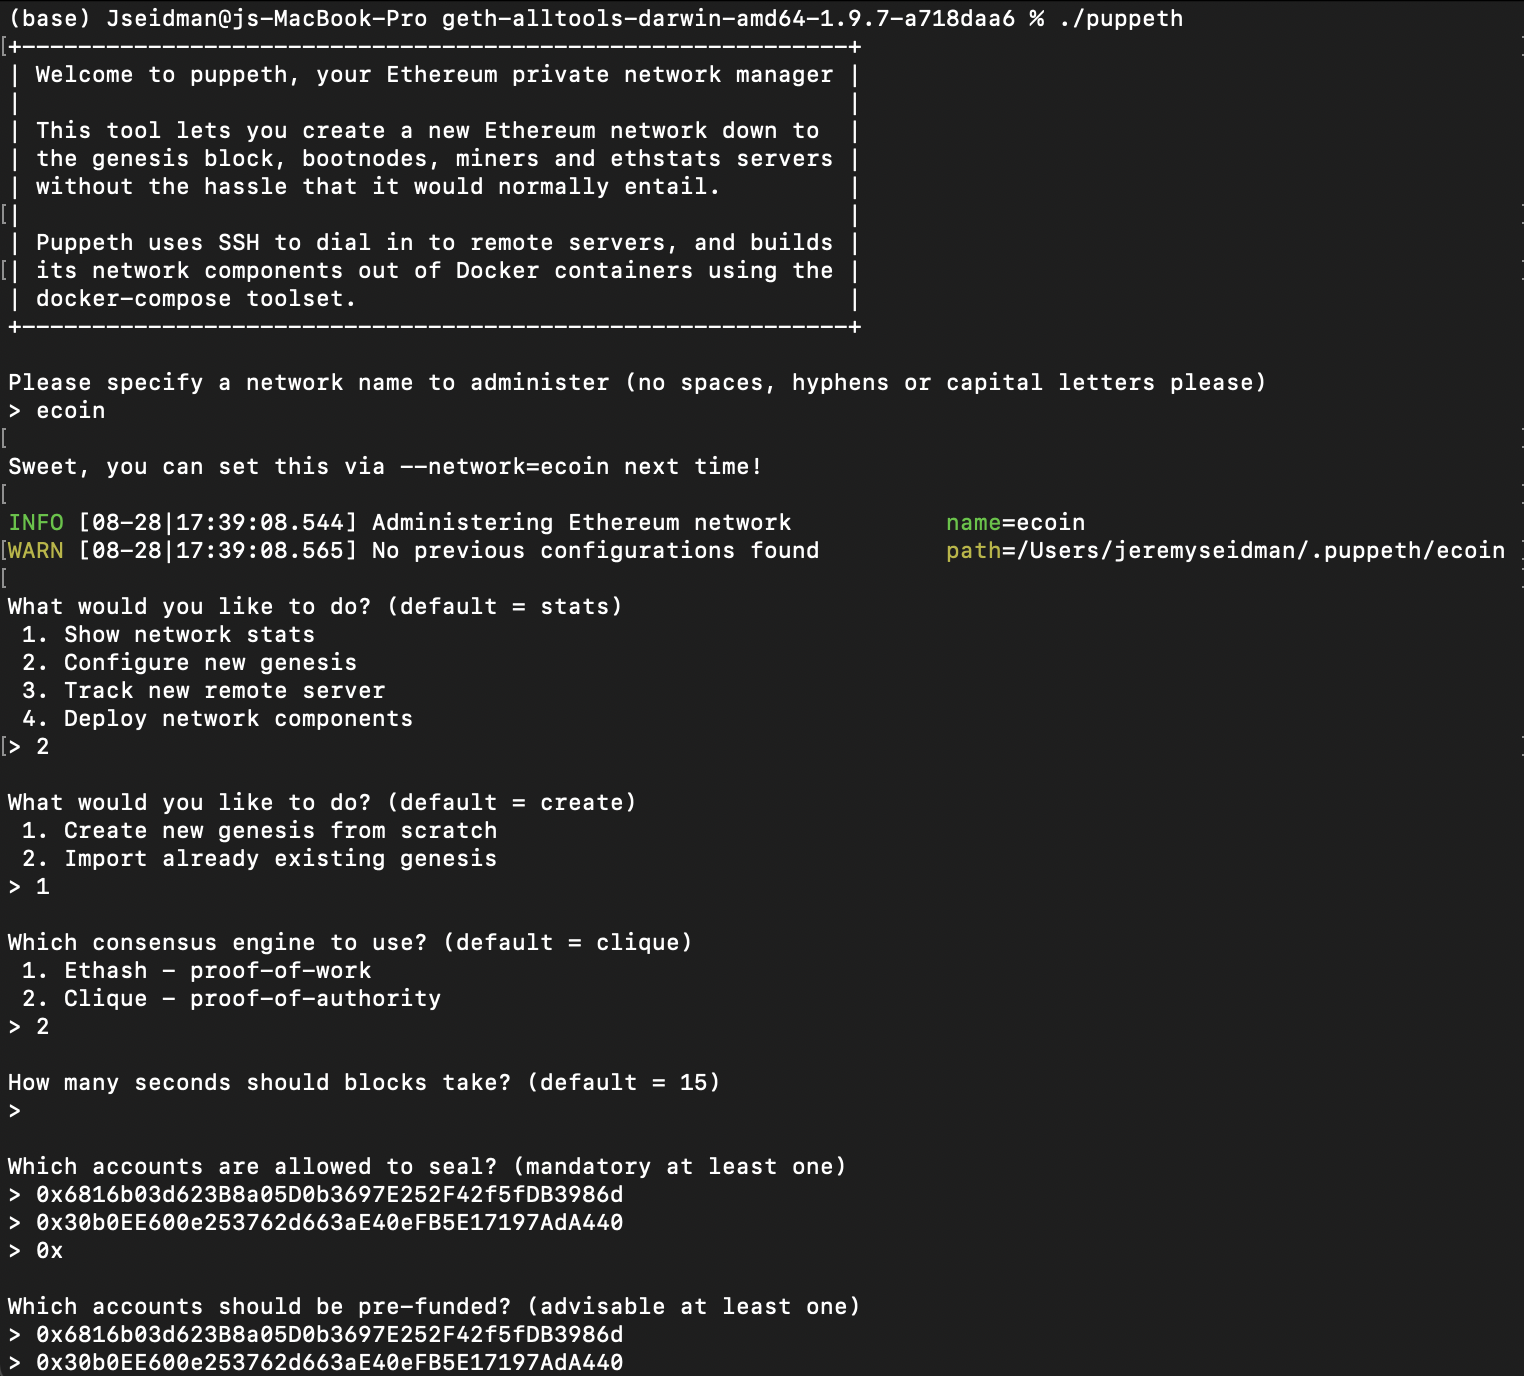 (base) Jseidman@js-MacBook-Pro geth-alltools-darwin-amd64-1.9.7-a718daa6 % ./puppeth
[+-----------------------------------------------------------+
| Welcome to puppeth, your Ethereum private network manager |
|                                                           |
| This tool lets you create a new Ethereum network down to  |
| the genesis block, bootnodes, miners and ethstats servers |
| without the hassle that it would normally entail.         |
[|                                                           |
| Puppeth uses SSH to dial in to remote servers, and builds |
[| its network components out of Docker containers using the |
| docker-compose toolset.                                   |
+-----------------------------------------------------------+
Please specify a network name to administer (no spaces, hyphens or capital letters please)
> ecoin
[
Sweet, you can set this via --network=ecoin next time!
[
INFO [08-28|17:39:08.544] Administering Ethereum network           name=ecoin
[WARN [08-28|17:39:08.565] No previous configurations found         path=/Users/jeremyseidman/.puppeth/ecoin
[
What would you like to do? (default = stats)
1. Show network stats
2. Configure new genesis
3. Track new remote server
4. Deploy network components
[> 2
What would you like to do? (default = create)
1. Create new genesis from scratch
2. Import already existing genesis
> 1
Which consensus engine to use? (default = clique)
1. Ethash - proof-of-work
2. Clique - proof-of-authority
> 2
How many seconds should blocks take? (default = 15)
>
Which accounts are allowed to seal? (mandatory at least one)
> 0x6816b03d623B8a05D0b3697E252F42f5fDB3986d
> 0x30b0EE600e253762d663aE40eFB5E17197AdA440
> 0x
Which accounts should be pre-funded? (advisable at least one)
> 0x6816b03d623B8a05D0b3697E252F42f5fDB3986d
> 0x30b0EE600e253762d663aE40eFB5E17197AdA440